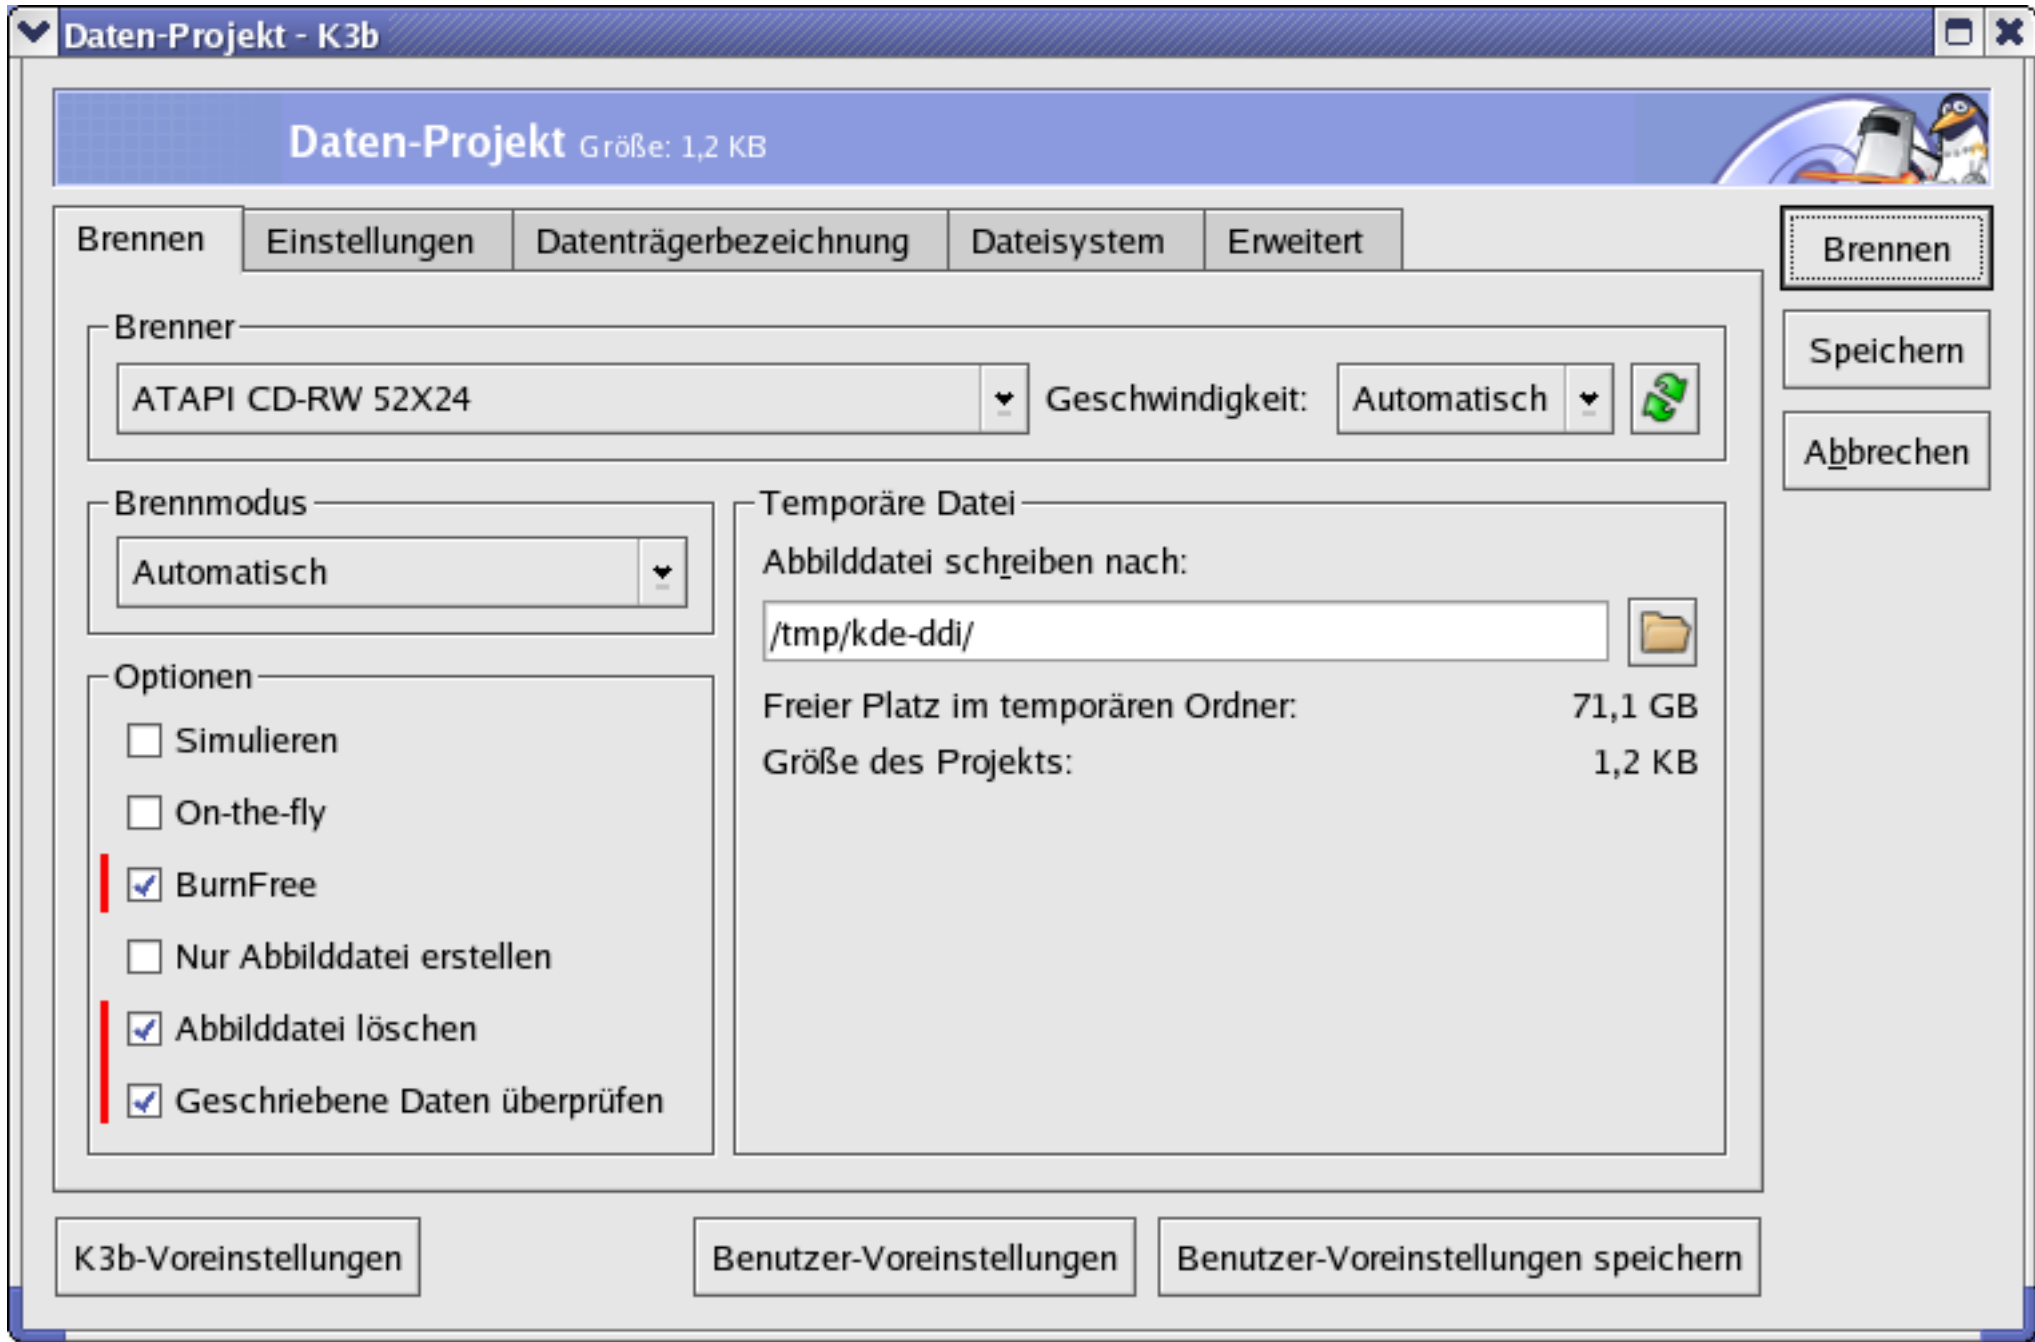 Daten-Projekt - K3b
Daten-Projekt Größe: 1,2 KB
Brennen Einstellungen Datenträgerbezeichnung Dateisystem Erweitert
Brennen
Speichern
Abbrechen
Brenner
ATAPI CD-RW 52X24 Geschwindigkeit: Automatisch
Brennmodus
Automatisch
Optionen
Simulieren
On-the-fly
BurnFree
Nur Abbilddatei erstellen
Abbilddatei löschen
Geschriebene Daten überprüfen
Temporäre Datei
Abbilddatei schreiben nach:
/tmp/kde-ddi/
Freier Platz im temporären Ordner: 71,1 GB
Größe des Projekts: 1,2 KB
K3b-Voreinstellungen Benutzer-Voreinstellungen Benutzer-Voreinstellungen speichern